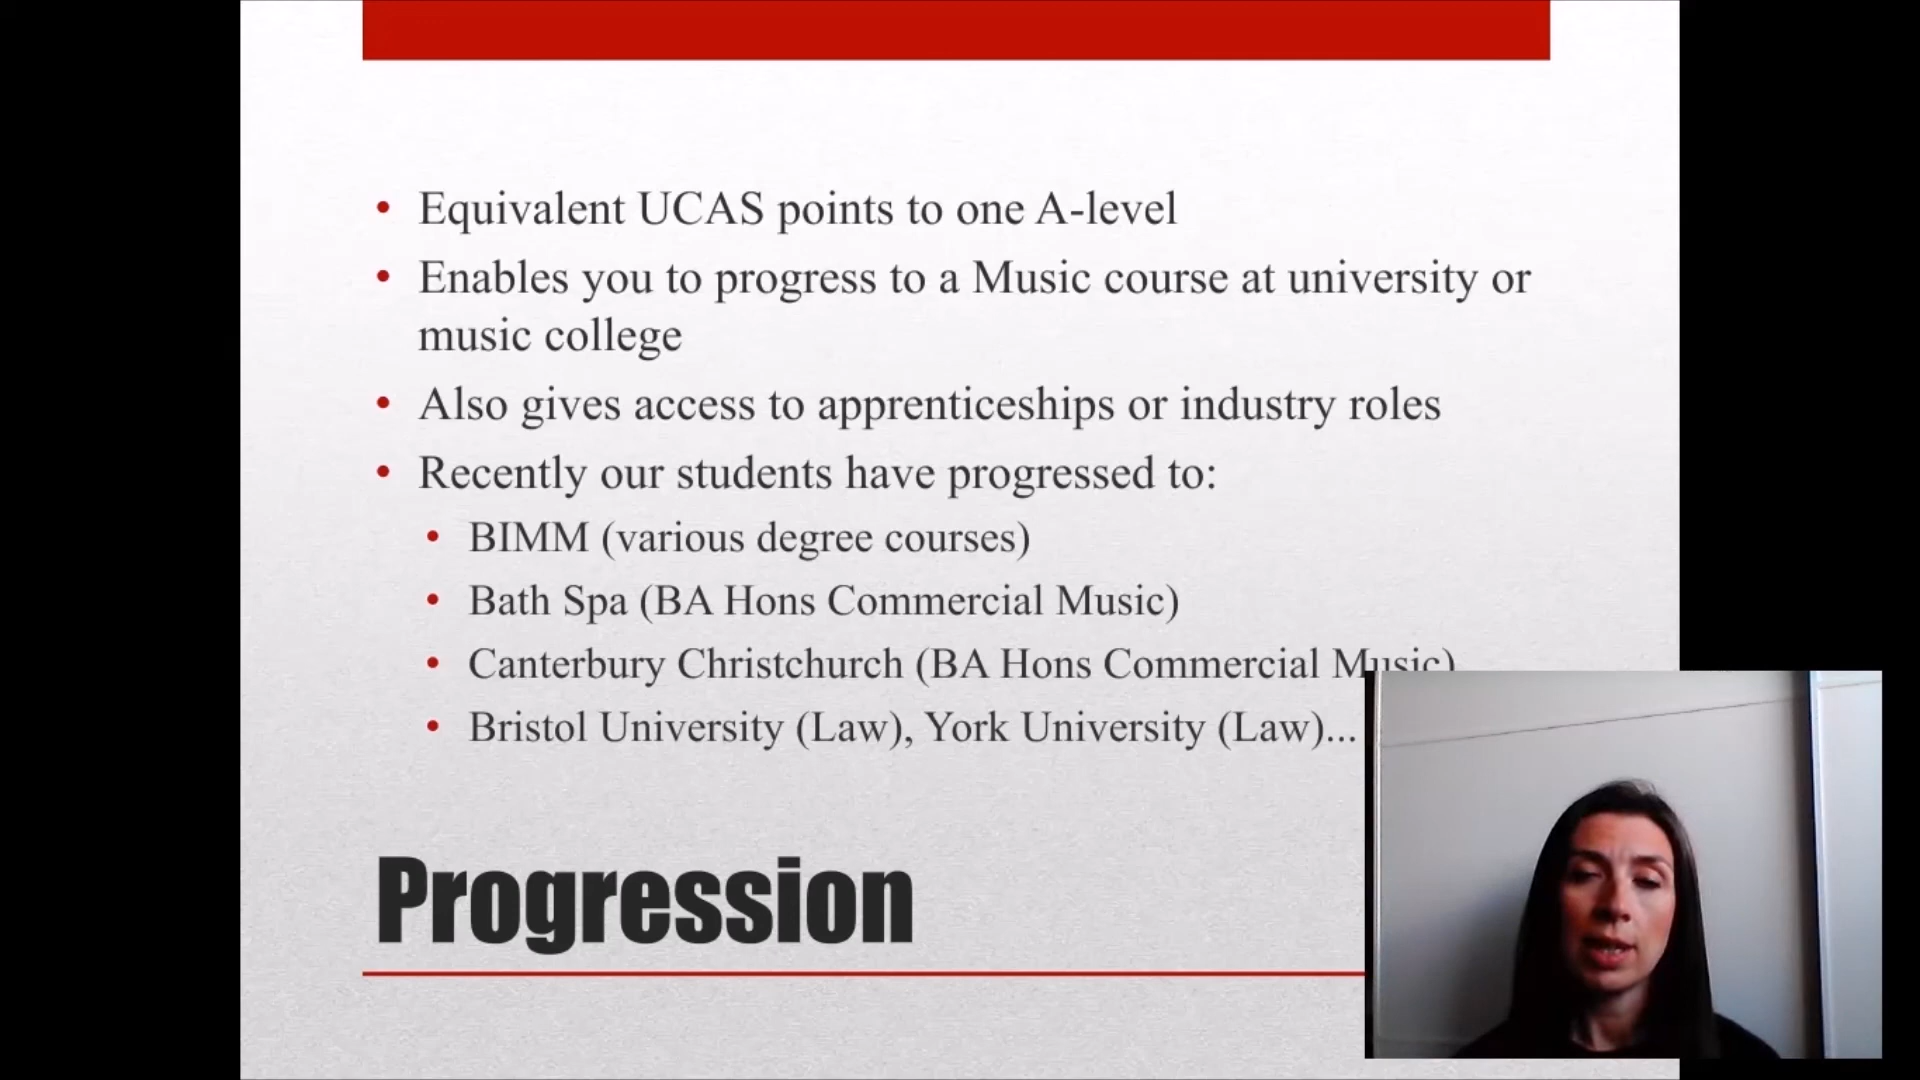 • Equivalent UCAS points to one A-level
• Enables you to progress to a Music course at university or
music college
• Also gives access to apprenticeships or industry roles
• Recently our students have progressed to:
• BIMM (various degree courses)
• Bath Spa (BA Hons Commercial Music)
• Canterbury Christchurch (BA Hons Commercial Music)
• Bristol University (Law), York University (Law)...
Progression